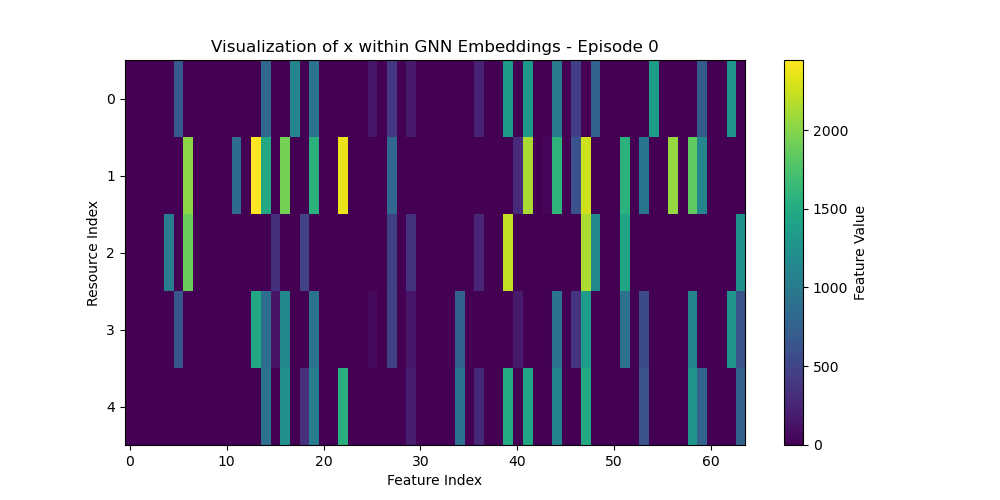 Visualization of x within GNN Embeddings - Episode 0
Resource Index
0
1
2
3
4
0 10 20 30 40 50 60
Feature Index
2000
1500
1000
500
0
Feature Value